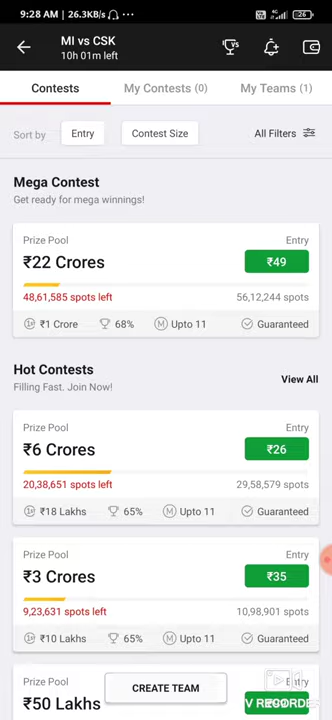 9:28 AM | 26.3KB/s ···
26
MI vs CSK
10h 01m left
VS
Contests
My Contests (0)
My Teams (1)
Sort by
Entry
Contest Size
All Filters
Mega Contest
Get ready for mega winnings!
Prize Pool
Entry
₹22 Crores
₹49
48,61,585 spots left
56,12,244 spots
₹1 Crore
68%
M Upto 11
Guaranteed
Hot Contests
View All
Filling Fast. Join Now!
Prize Pool
Entry
₹6 Crores
₹26
20,38,651 spots left
29,58,579 spots
₹18 Lakhs
65%
M Upto 11
Guaranteed
Prize Pool
Entry
₹3 Crores
₹35
9,23,631 spots left
10,98,901 spots
₹10 Lakhs
65%
M Upto 11
Guaranteed
Prize Pool
Entry
₹50 Lakhs
CREATE TEAM
V RECORDER